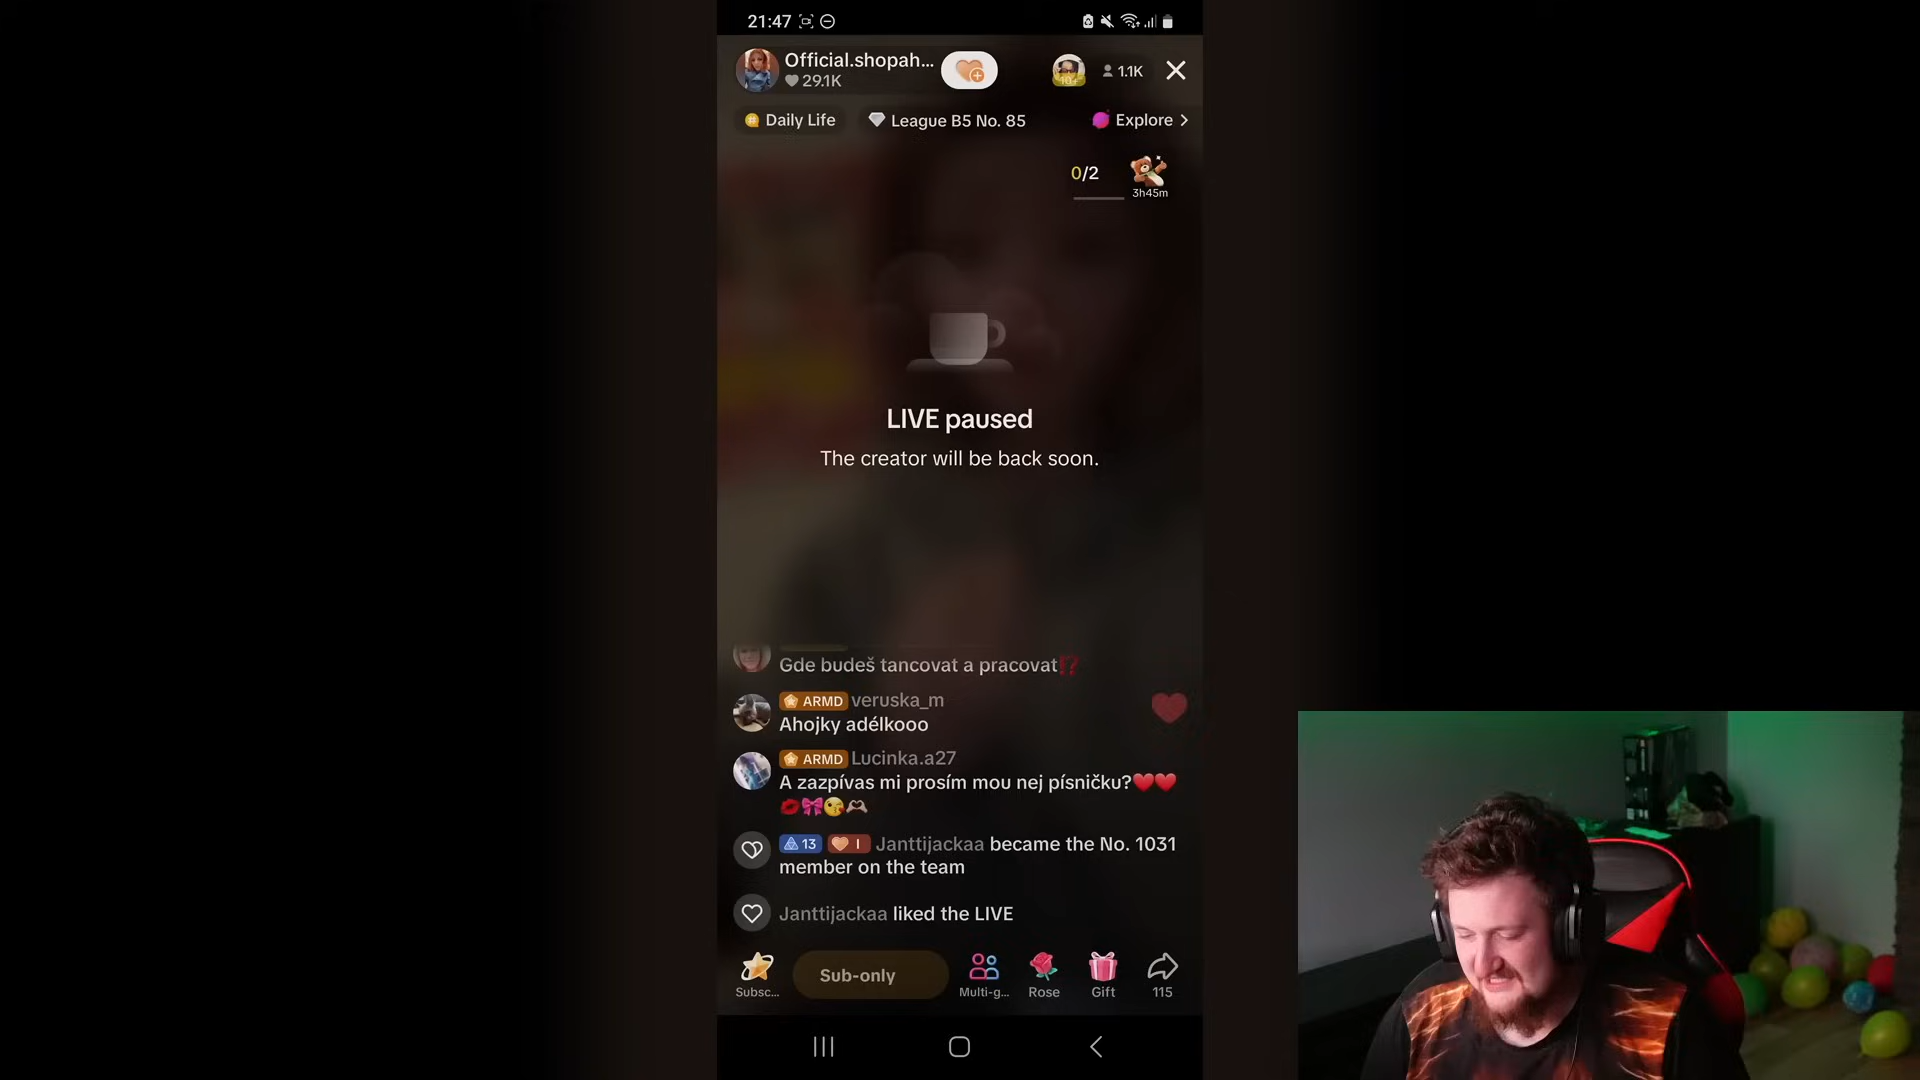 21:47
Official.shopah...
29.1K
1.1K
Daily Life
League B5 No. 85
Explore
0/2
3h45m
LIVE paused
The creator will be back soon.
Gde budeš tancovat a pracovat⁉️
ARMD veruska_m
Ahojky adélkooo
ARMD Lucinka.a27
A zazpívas mi prosím mou nej písničku?❤️❤️
💋🎀😘🫶
13 I Janttijackaa became the No. 1031
member on the team
Janttijackaa liked the LIVE
Subsc...
Sub-only
Multi-g...
Rose
Gift
115